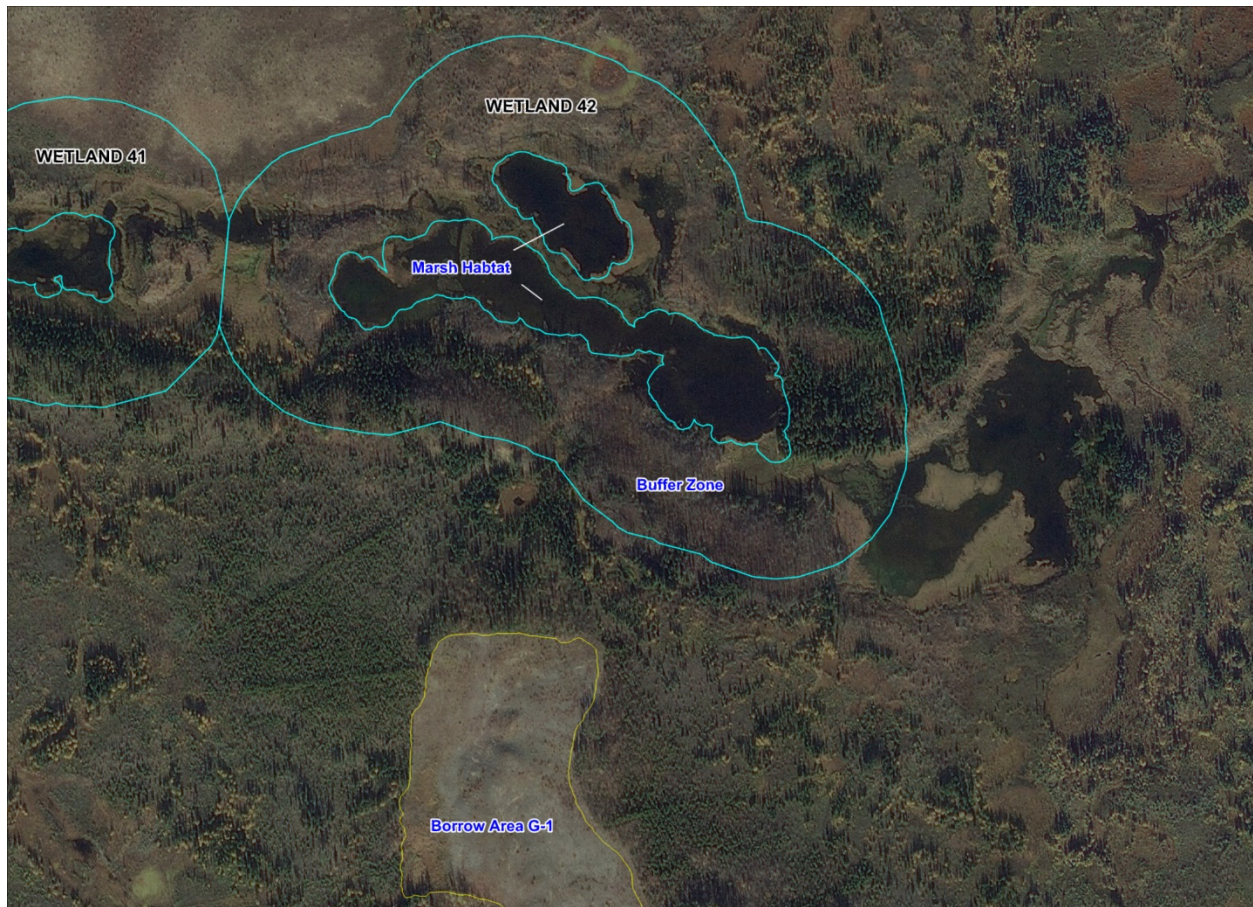 WETLAND 42
WETLAND 41
Marsh Habtat
Buffer Zone
Borrow Area G-1